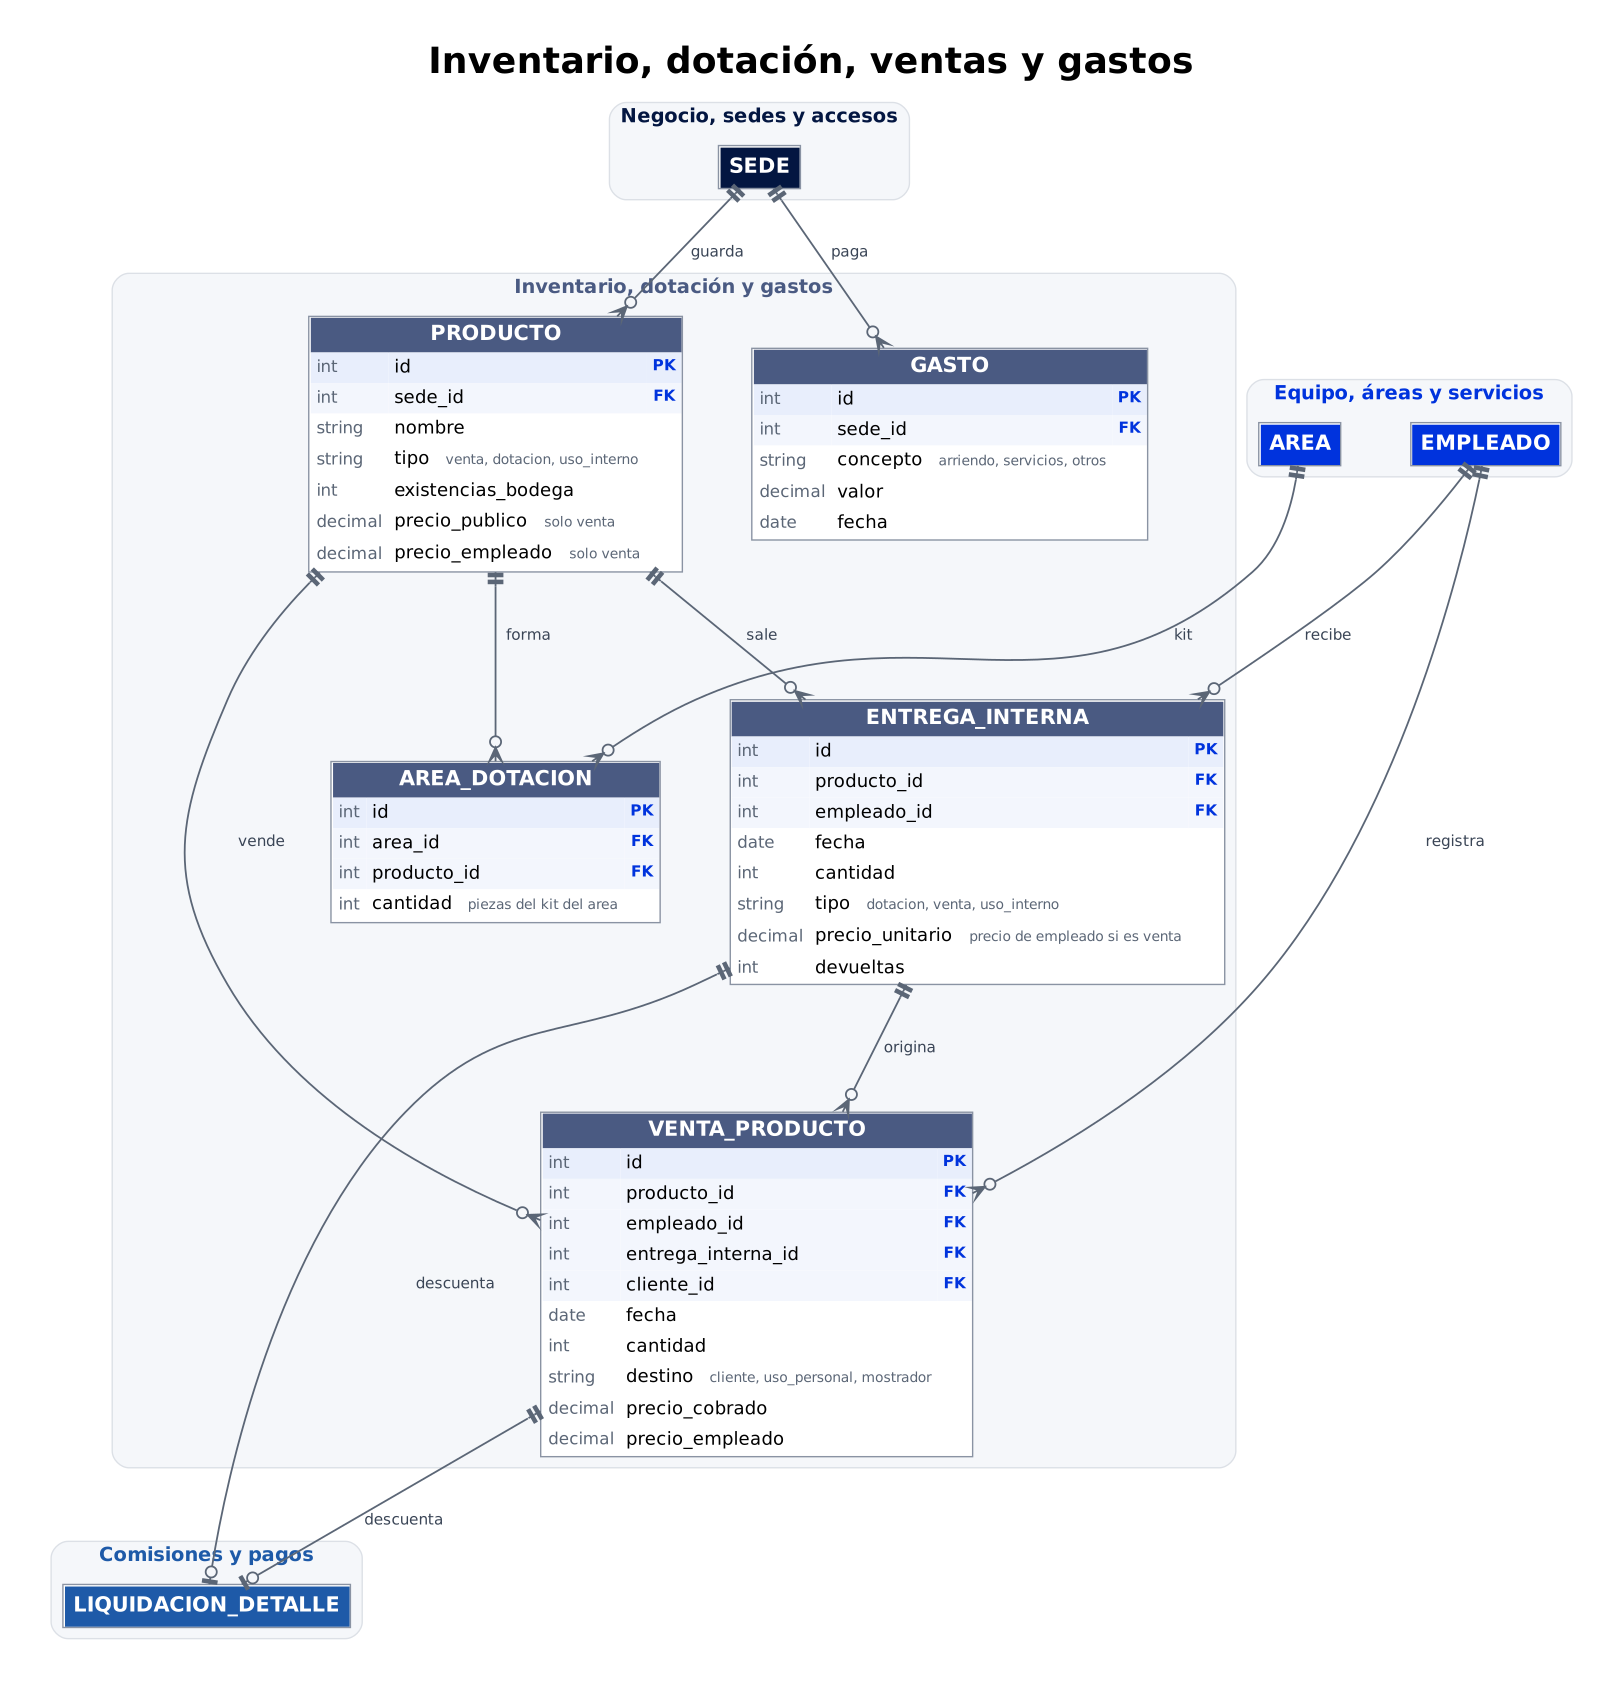 Inventario, dotación, ventas y gastos
Negocio, sedes y accesos
SEDE
guarda
paga
Inventario, dotación y gastos
PRODUCTO
int id PK
int sede_id FK
string nombre
string tipo venta, dotacion, uso_interno
int existencias_bodega
decimal precio_publico solo venta
decimal precio_empleado solo venta
GASTO
int id PK
int sede_id FK
string concepto arriendo, servicios, otros
decimal valor
date fecha
Equipo, áreas y servicios
AREA
EMPLEADO
forma
sale
kit
recibe
AREA_DOTACION
int id PK
int area_id FK
int producto_id FK
int cantidad piezas del kit del area
ENTREGA_INTERNA
int id PK
int producto_id FK
int empleado_id FK
date fecha
int cantidad
string tipo dotacion, venta, uso_interno
decimal precio_unitario precio de empleado si es venta
int devueltas
vende
registra
origina
VENTA_PRODUCTO
int id PK
int producto_id FK
int empleado_id FK
int entrega_interna_id FK
int cliente_id FK
date fecha
int cantidad
string destino cliente, uso_personal, mostrador
decimal precio_cobrado
decimal precio_empleado
descuenta
descuenta
Comisiones y pagos
LIQUIDACION_DETALLE